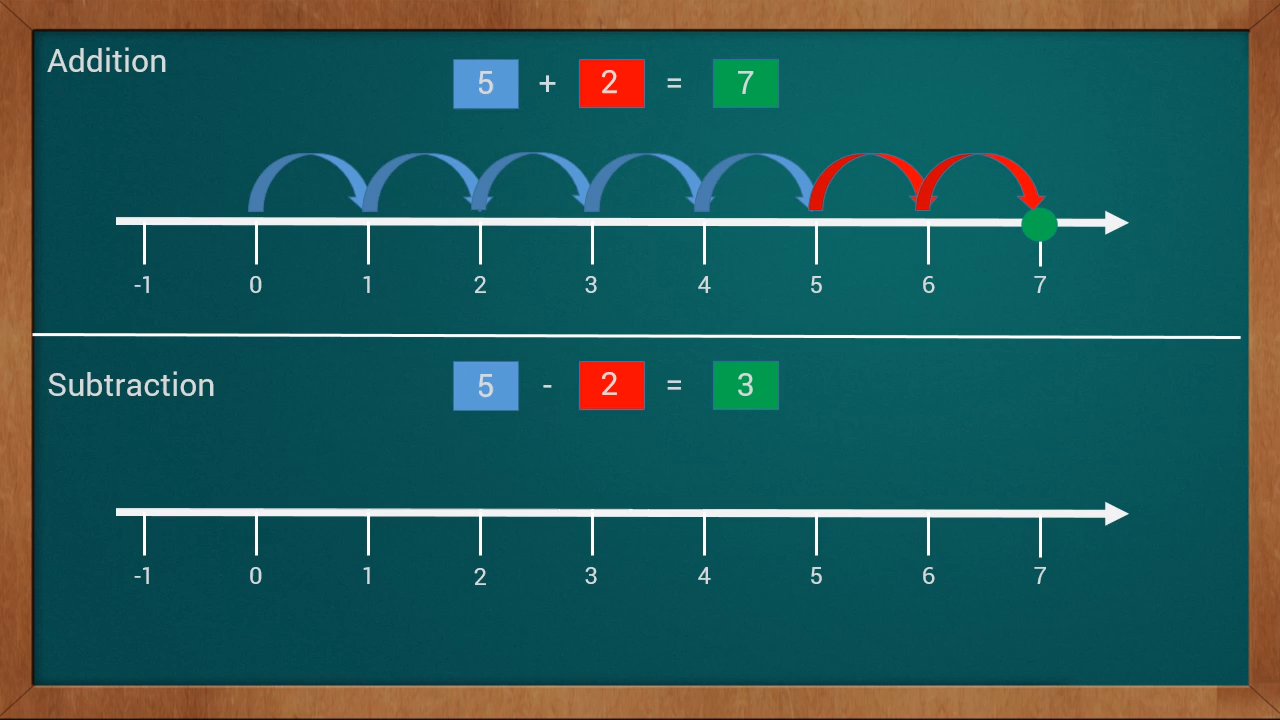 Addition
5 + 2 = 7
-1 0 1 2 3 4 5 6 7
Subtraction
5 - 2 = 3
-1 0 1 2 3 4 5 6 7